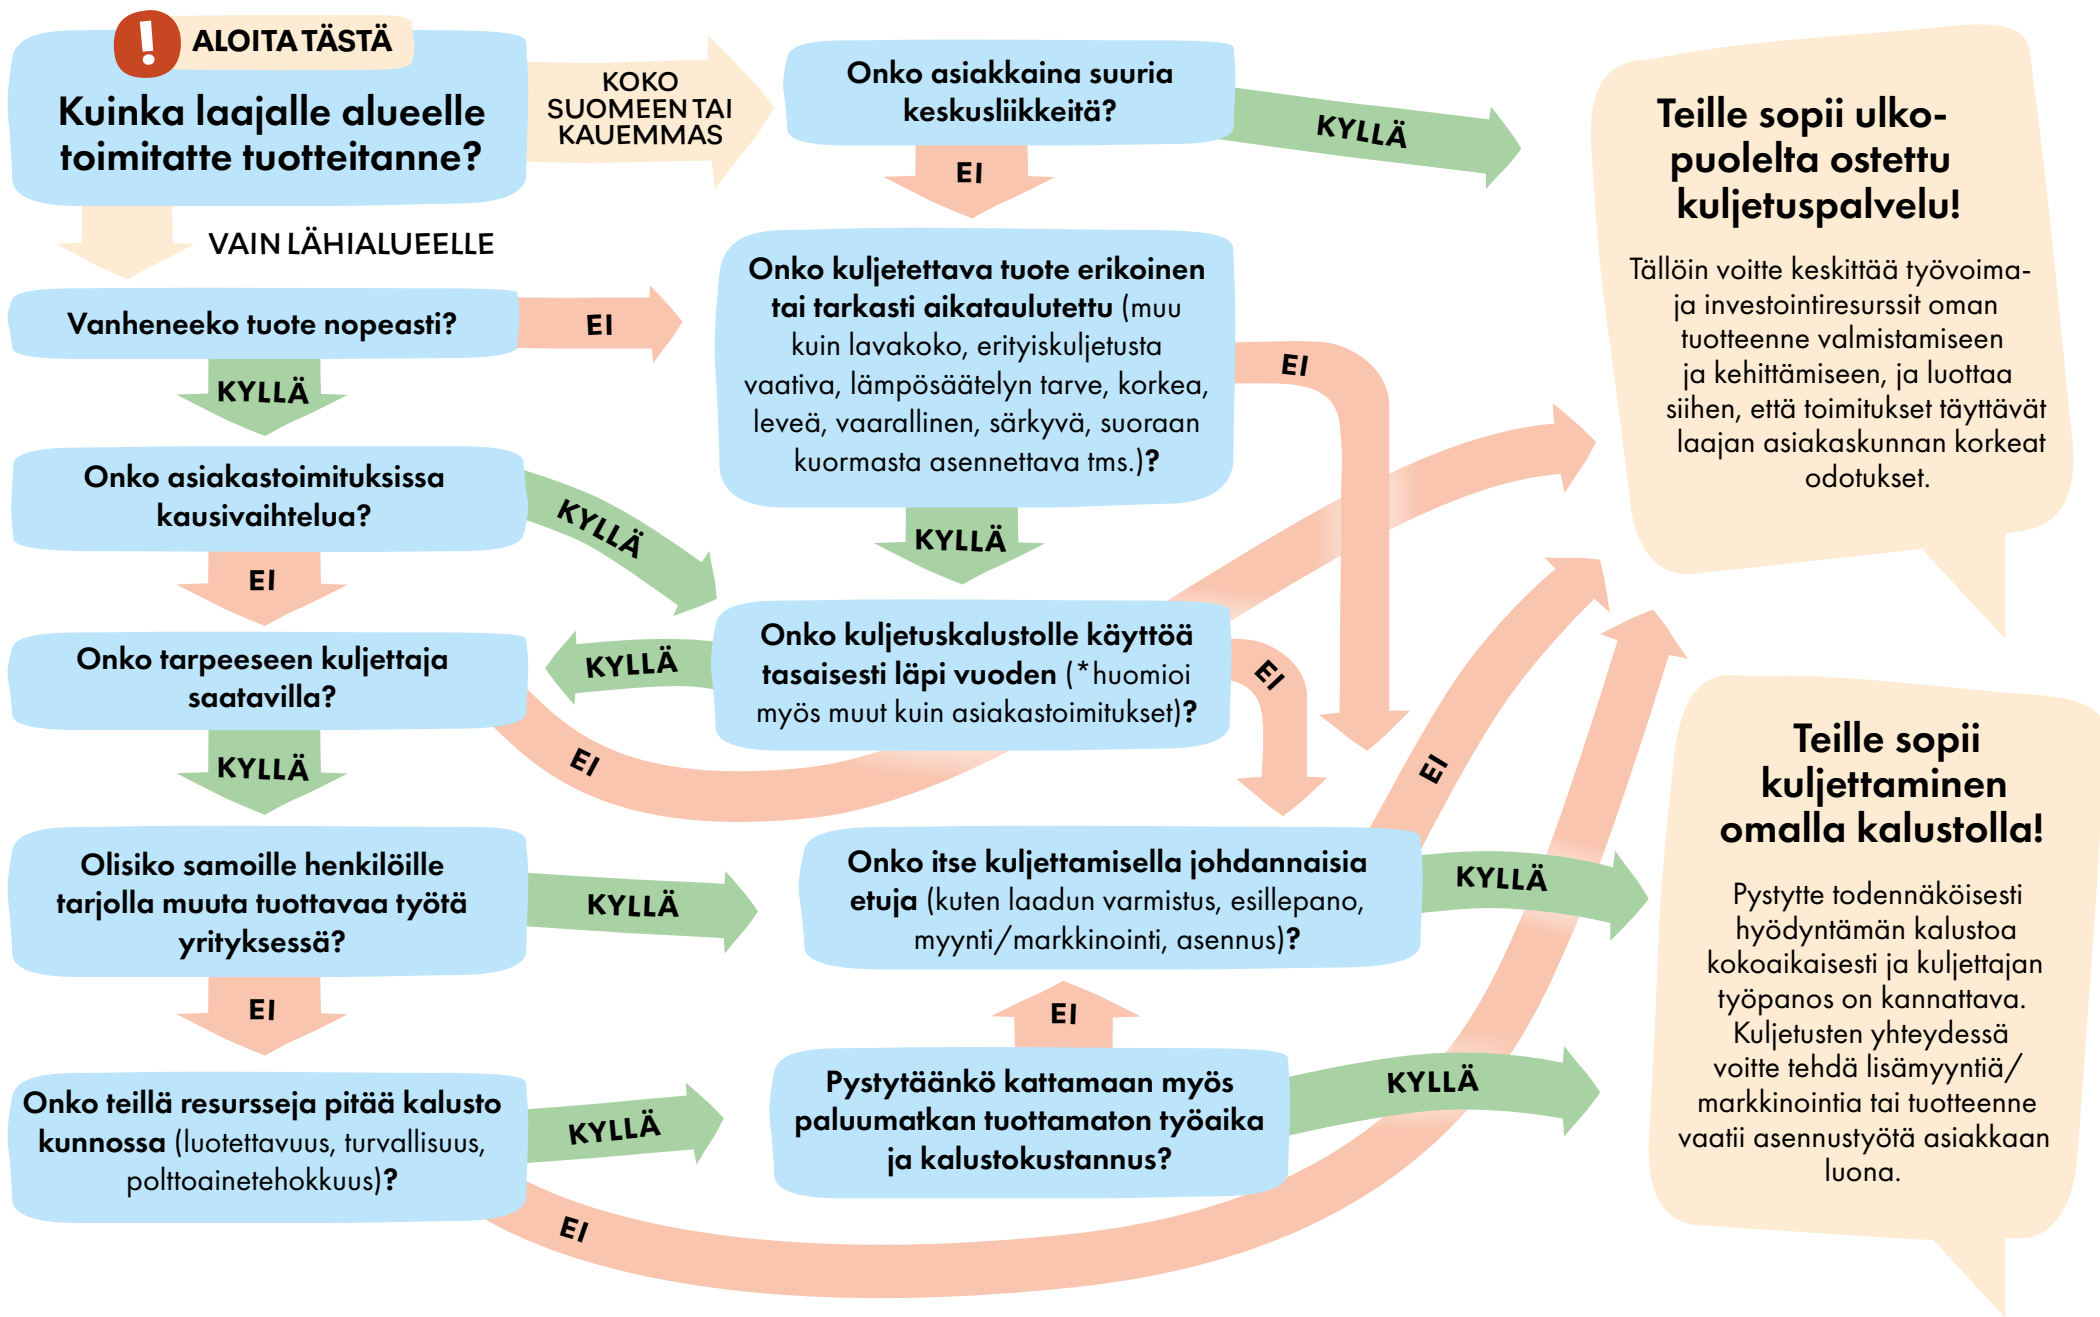 !
ALOITA TÄSTÄ
Kuinka laajalle alueelle
toimitatte tuotteitanne?
KOKO
SUOMEEN TAI
KAUEMMAS
Onko asiakkaina suuria
keskusliikkeitä?
KYLLÄ
EI
VAIN LÄHIALUEELLE
Vanheneeko tuote nopeasti?
EI
KYLLÄ
Onko kuljetettava tuote erikoinen
tai tarkasti aikataulutettu (muu
kuin lavakoko, erityiskuljetusta
vaativa, lämpösäätelyn tarve, korkea,
leveä, vaarallinen, särkyvä, suoraan
kuormasta asennettava tms.)?
EI
KYLLÄ
Onko asiakastoimituksissa
kausivaihtelua?
KYLLÄ
EI
Onko kuljetuskalustolle käyttöä
tasaisesti läpi vuoden (*huomioi
myös muut kuin asiakastoimitukset)?
KYLLÄ
EI
Onko tarpeeseen kuljettaja
saatavilla?
EI
KYLLÄ
Olisiko samoille henkilöille
tarjolla muuta tuottavaa työtä
yrityksessä?
KYLLÄ
EI
Onko itse kuljettamisella johdannaisia
etuja (kuten laadun varmistus, esillepano,
myynti/markkinointi, asennus)?
EI
KYLLÄ
Onko teillä resursseja pitää kalusto
kunnossa (luotettavuus, turvallisuus,
polttoainetehokkuus)?
KYLLÄ
EI
Pystytäänkö kattamaan myös
paluumatkan tuottamaton työaika
ja kalustokustannus?
EI
KYLLÄ
Teille sopii ulko-
puolelta ostettu
kuljetuspalvelu!
Tällöin voitte keskittää työvoima-
ja investointiresurssit oman
tuotteenne valmistamiseen
ja kehittämiseen, ja luottaa
siihen, että toimitukset täyttävät
laajan asiakaskunnan korkeat
odotukset.
Teille sopii
kuljettaminen
omalla kalustolla!
Pystytte todennäköisesti
hyödyntämän kalustoa
kokoaikaisesti ja kuljettajan
työpanos on kannattava.
Kuljetusten yhteydessä
voitte tehdä lisämyyntiä/
markkinointia tai tuotteenne
vaatii asennustyötä asiakkaan
luona.